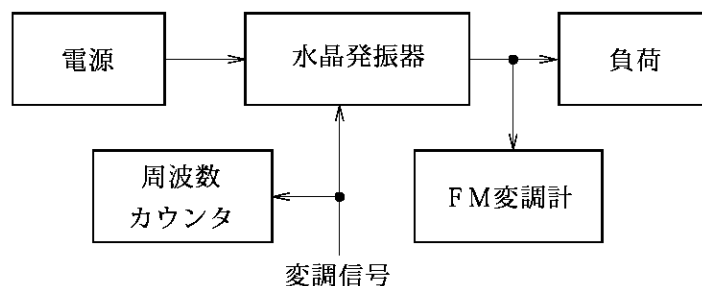 電源
水晶発振器
負荷
周波数
カウンタ
FM変調計
変調信号